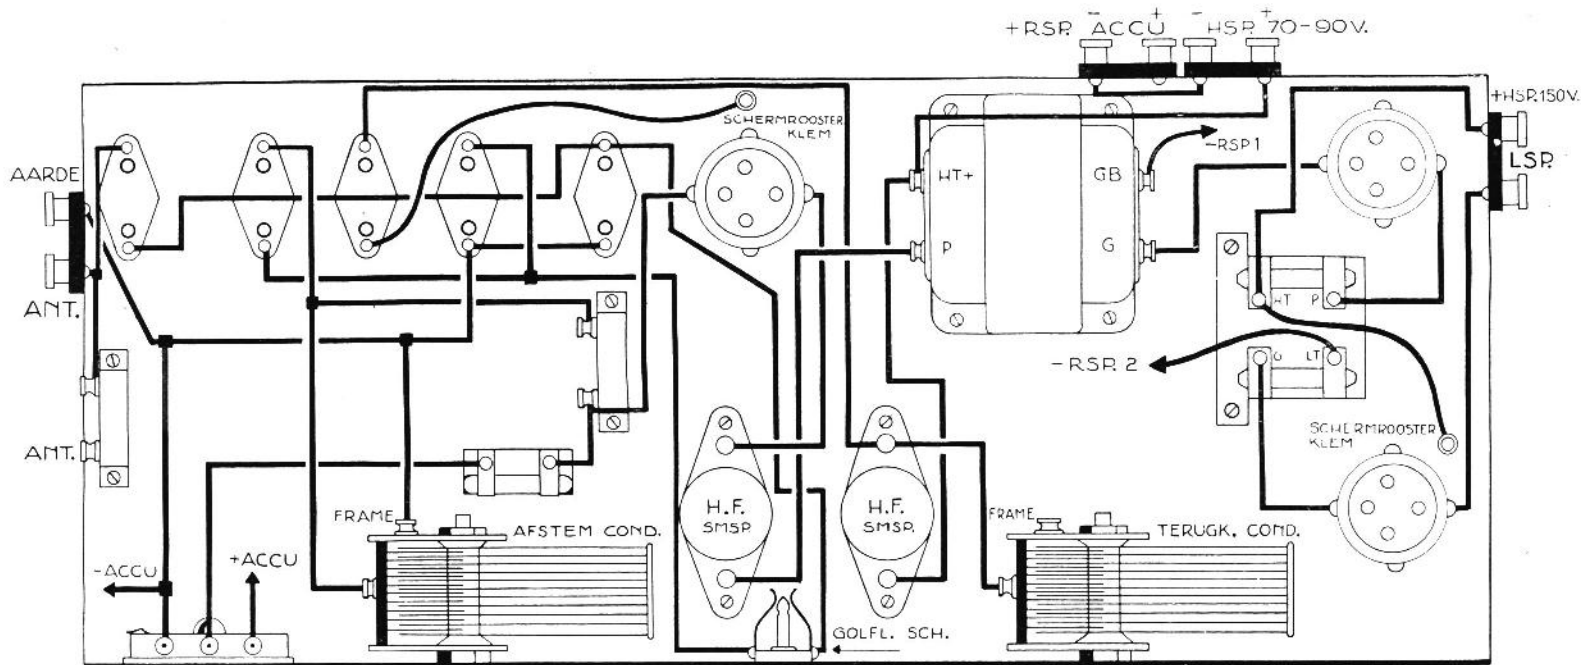 +RSP. - ACCU + - HSP. + 70-90V.
+HSP.150V.
SCHERMROOSTER
KLEM
AARDE
HT+
GB
-RSP 1
LSP.
P
G
ANT.
HT P
-RSP. 2
G LT
ANT.
SCHERMROOSTER
KLEM
H.F.
SMSP.
H.F.
SMSP.
FRAME
AFSTEM COND.
FRAME
TERUGK. COND.
-ACCU
+ACCU
GOLFL. SCH.